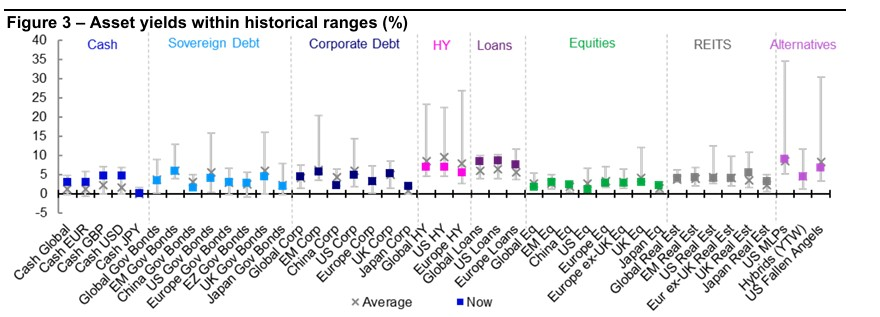 Figure 3 – Asset yields within historical ranges (%)
40
35
30
25
20
15
10
5
0
-5
Cash
Sovereign Debt
Corporate Debt
HY
Loans
Equities
REITS
Alternatives
Cash Global
Cash EUR
Cash GBP
Cash USD
Cash JPY
Global Gov Bonds
EM Gov Bonds
China Gov Bonds
US Gov Bonds
Europe Gov Bonds
EZ Gov Bonds
UK Gov Bonds
Japan Gov Bonds
Global Corp
EM Corp
China Corp
US Corp
Europe Corp
UK Corp
Japan Corp
Global HY
US HY
Europe HY
Global Loans
US Loans
Europe Loans
Global Eq
EM Eq
China Eq
US Eq
Europe Eq
Europe ex-UK Eq
UK Eq
Japan Eq
Global Real Est
EM Real Est
US Real Est
Eur ex-UK Real Est
UK Real Est
Japan Real Est
US MLPs
Hybrids (YTW)
US Fallen Angels
× Average
Now